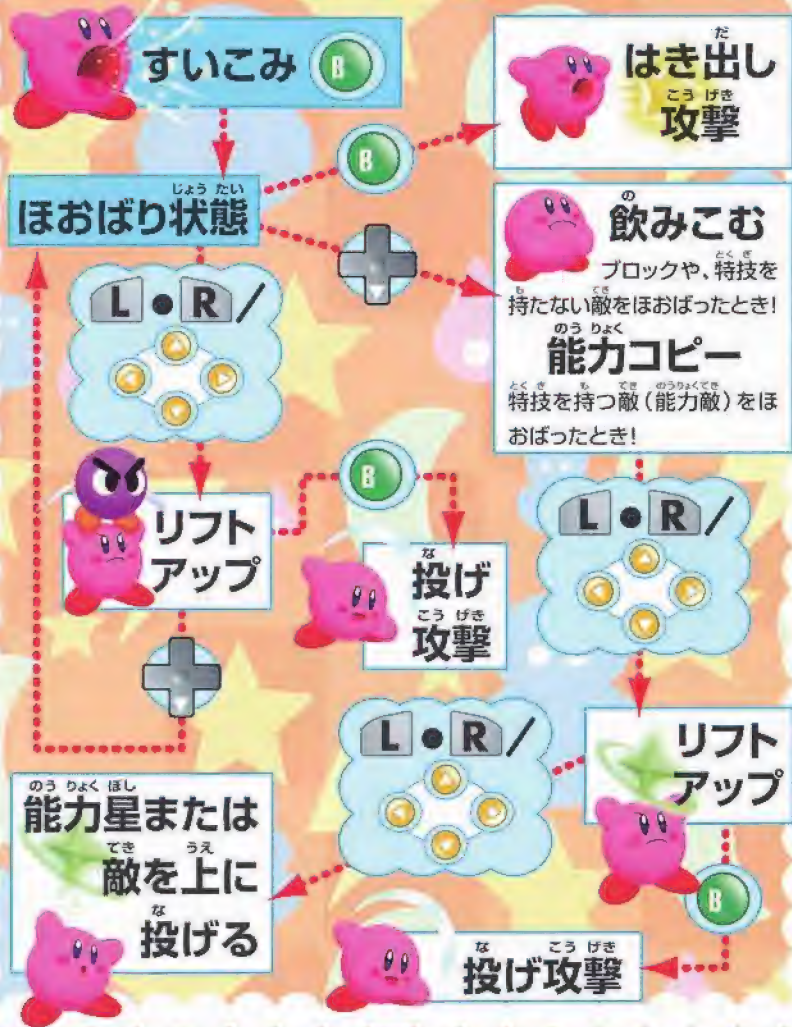 すいこみ B
はき出し
攻撃
B
ほおばり状態
飲みこむ
ブロックや、特技を
持たない敵をほおばったとき!
能力コピー
特技を持つ敵(能力敵)をほ
おばったとき!
L・R/
リフト
アップ
B
投げ
攻撃
L・R/
リフト
アップ
L・R/
能力星または
敵を上に
投げる
B
投げ攻撃